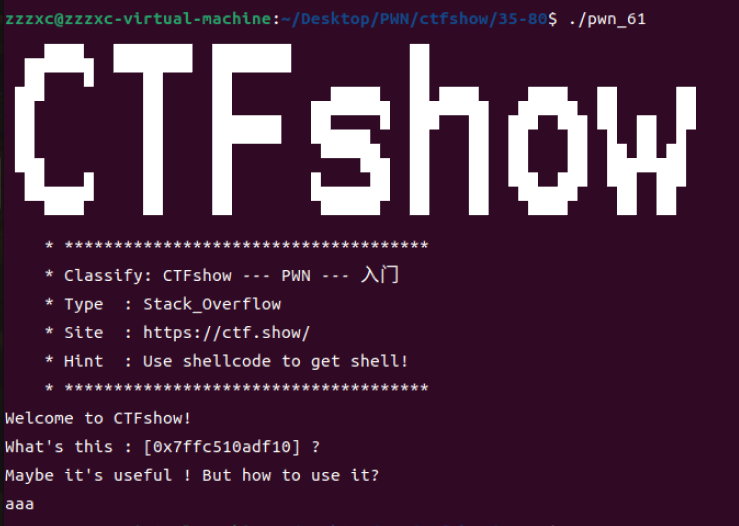 zzzxc@zzzxc-virtual-machine:~/Desktop/PWN/ctfshow/35-80$ ./pwn_61
CTFshow
* *************************************
* Classify: CTFshow --- PWN --- 入门
* Type  : Stack_Overflow
* Site  : https://ctf.show/
* Hint  : Use shellcode to get shell!
* *************************************
Welcome to CTFshow!
What's this : [0x7ffc510adf10] ?
Maybe it's useful ! But how to use it?
aaa